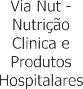 Via Nut -
Nutrição
Clinica e
Produtos
Hospitalares